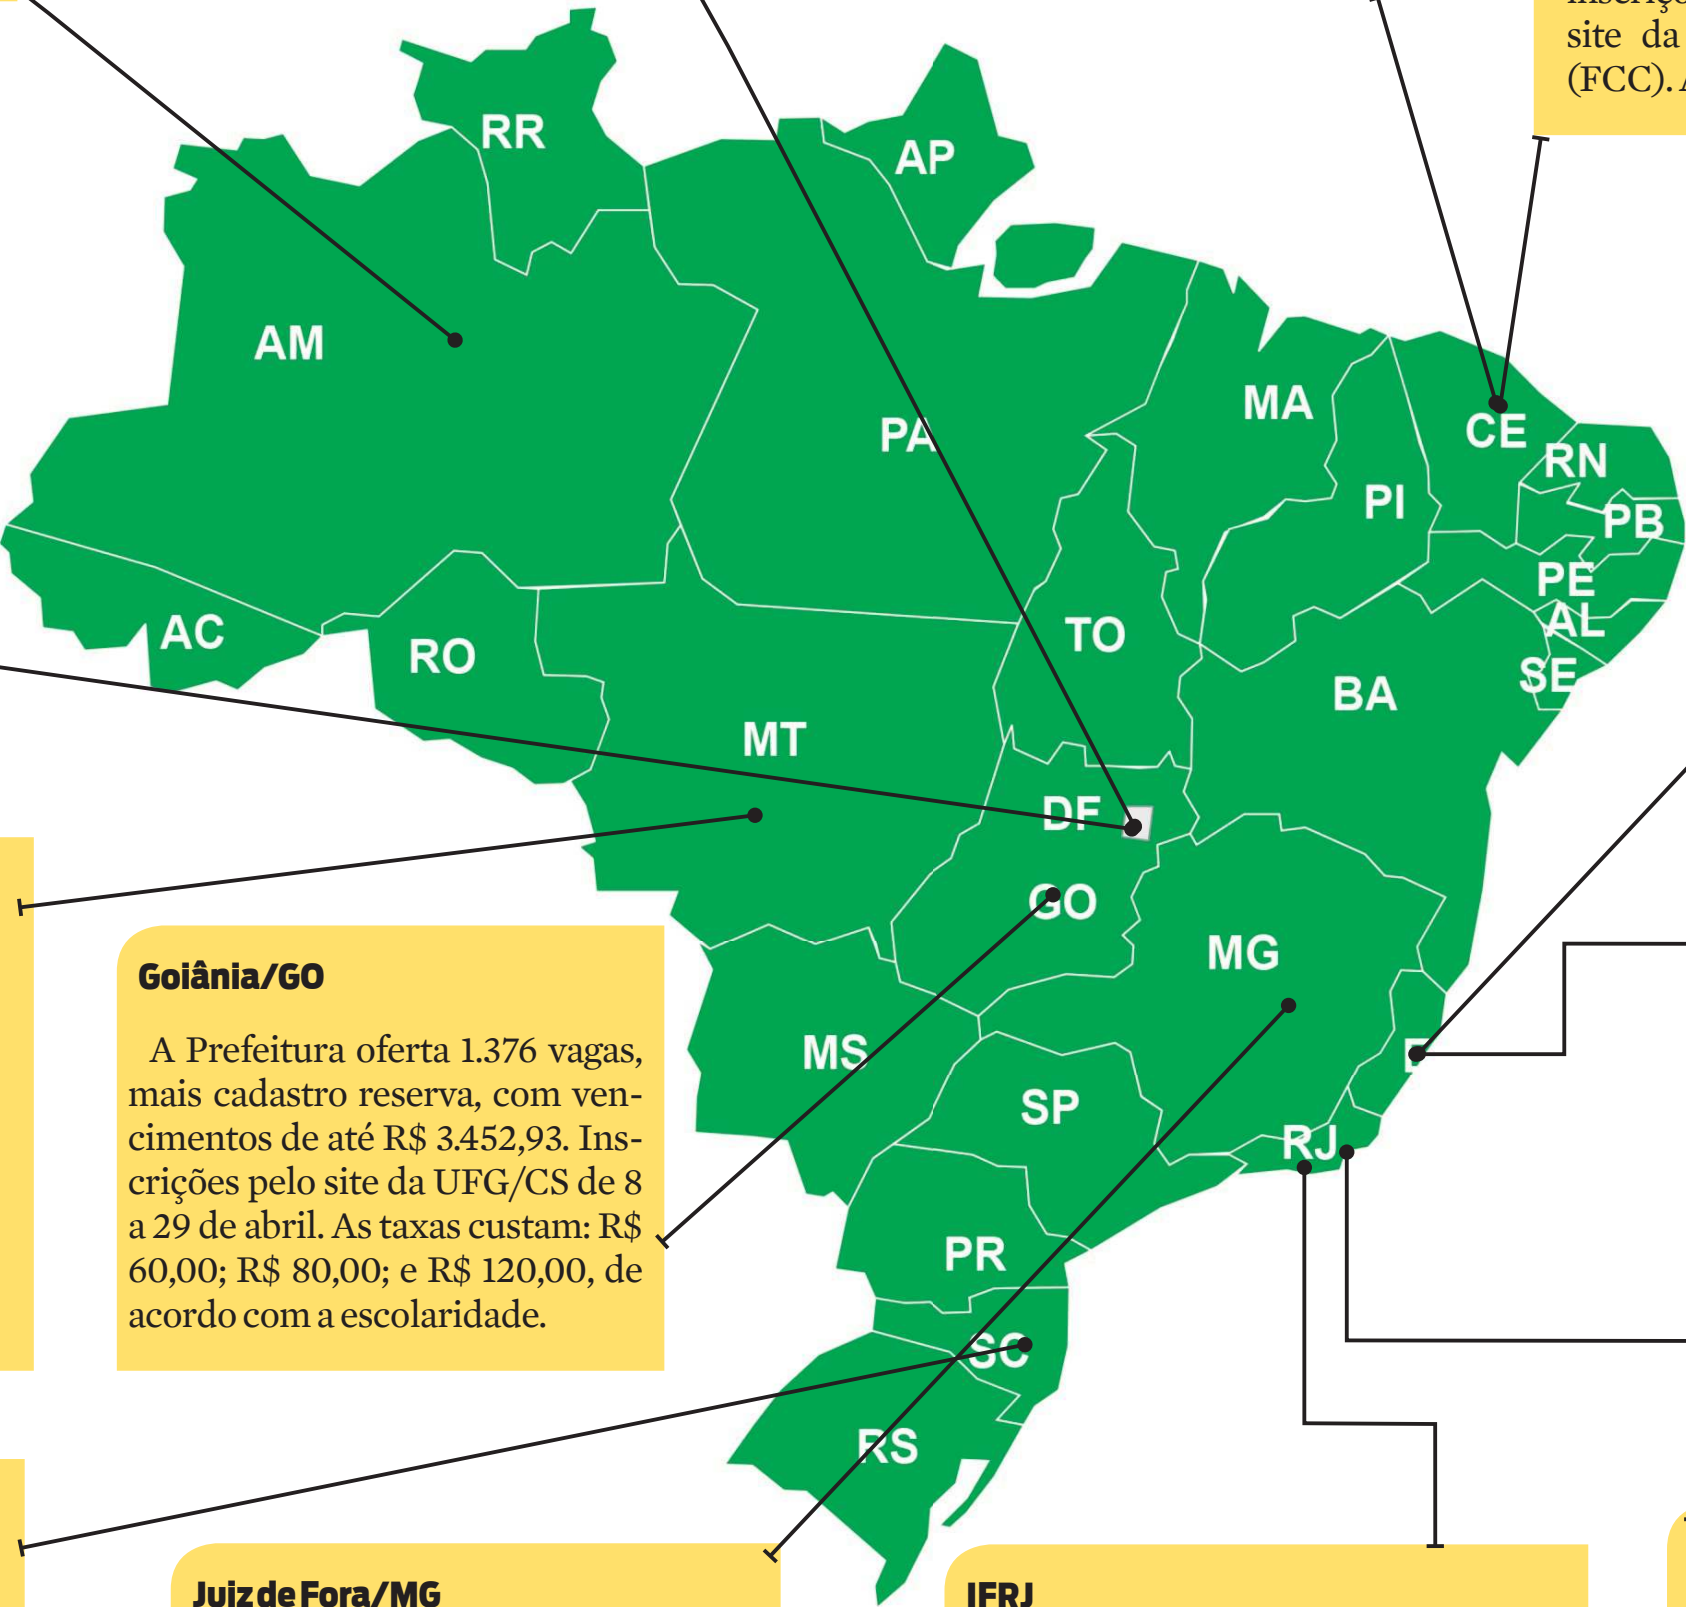 site da
(FCC).
RR
AP
AM
PA
MA
CE
RN
PI
PB
PE
AL
SE
AC
RO
TO
BA
MT
DF
GO
MG
MS
SP
RJ
PR
SC
RS
Goiânia/GO
A Prefeitura oferta 1.376 vagas,
mais cadastro reserva, com ven-
cimentos de até R$ 3.452,93. Ins-
crições pelo site da UFG/CS de 8
a 29 de abril. As taxas custam: R$
60,00; R$ 80,00; e R$ 120,00, de
acordo com a escolaridade.
Juiz de Fora/MG
IFRJ